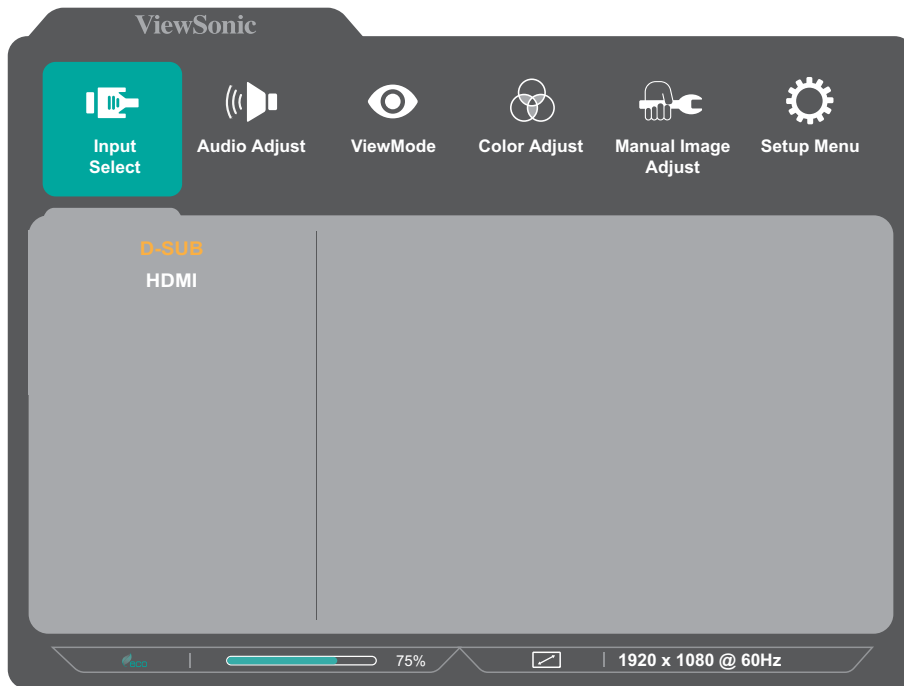 ViewSonic
Input Select
Audio Adjust
ViewMode
Color Adjust
Manual Image Adjust
Setup Menu
D-SUB
HDMI
eco
75%
1920 x 1080 @ 60Hz